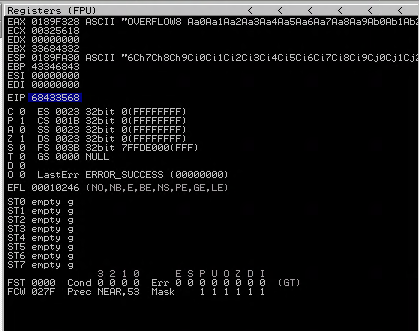 Registers (FPU) < < < < <
EAX 0189F328 ASCII "OVERFLOW8 Aa0Aa1Aa2Aa3Aa4Aa5Aa6Aa7Aa8Aa9Ab0Ab1Ab2
ECX 00325618
EDX 00000000
EBX 33684332
ESP 0189FA30 ASCII "6Ch7Ch8Ch9Ci0Ci1Ci2Ci3Ci4Ci5Ci6Ci7Ci8Ci9Cj0Cj1Cj2
EBP 43346843
ESI 00000000
EDI 00000000
EIP 68433568
C 0 ES 0023 32bit 0(FFFFFFFF)
P 1 CS 001B 32bit 0(FFFFFFFF)
A 0 SS 0023 32bit 0(FFFFFFFF)
Z 1 DS 0023 32bit 0(FFFFFFFF)
S 0 FS 003B 32bit 7FFDE000(FFF)
T 0 GS 0000 NULL
D 0
O 0 LastErr ERROR_SUCCESS (00000000)
EFL 00010246 (NO,NB,E,BE,NS,PE,GE,LE)
ST0 empty g
ST1 empty g
ST2 empty g
ST3 empty g
ST4 empty g
ST5 empty g
ST6 empty g
ST7 empty g
3 2 1 0 E S P U O Z D I
FST 0000 Cond 0 0 0 0 Err 0 0 0 0 0 0 0 0 (GT)
FCW 027F Prec NEAR,53 Mask 1 1 1 1 1 1